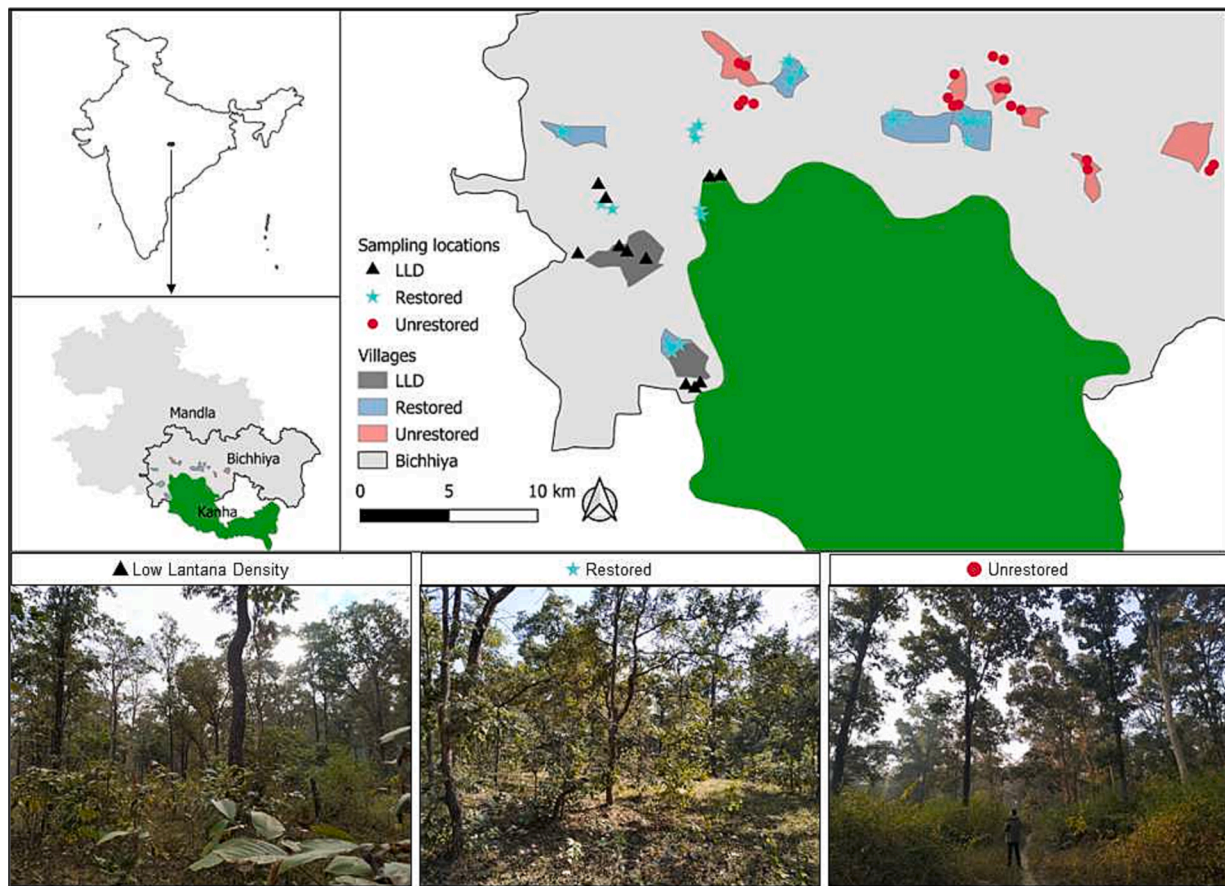 Mandla
Bichhiya
Kanha
Sampling locations
LLD
Restored
Unrestored
Villages
LLD
Restored
Unrestored
Bichhiya
0 5 10 km
Low Lantana Density
Restored
Unrestored